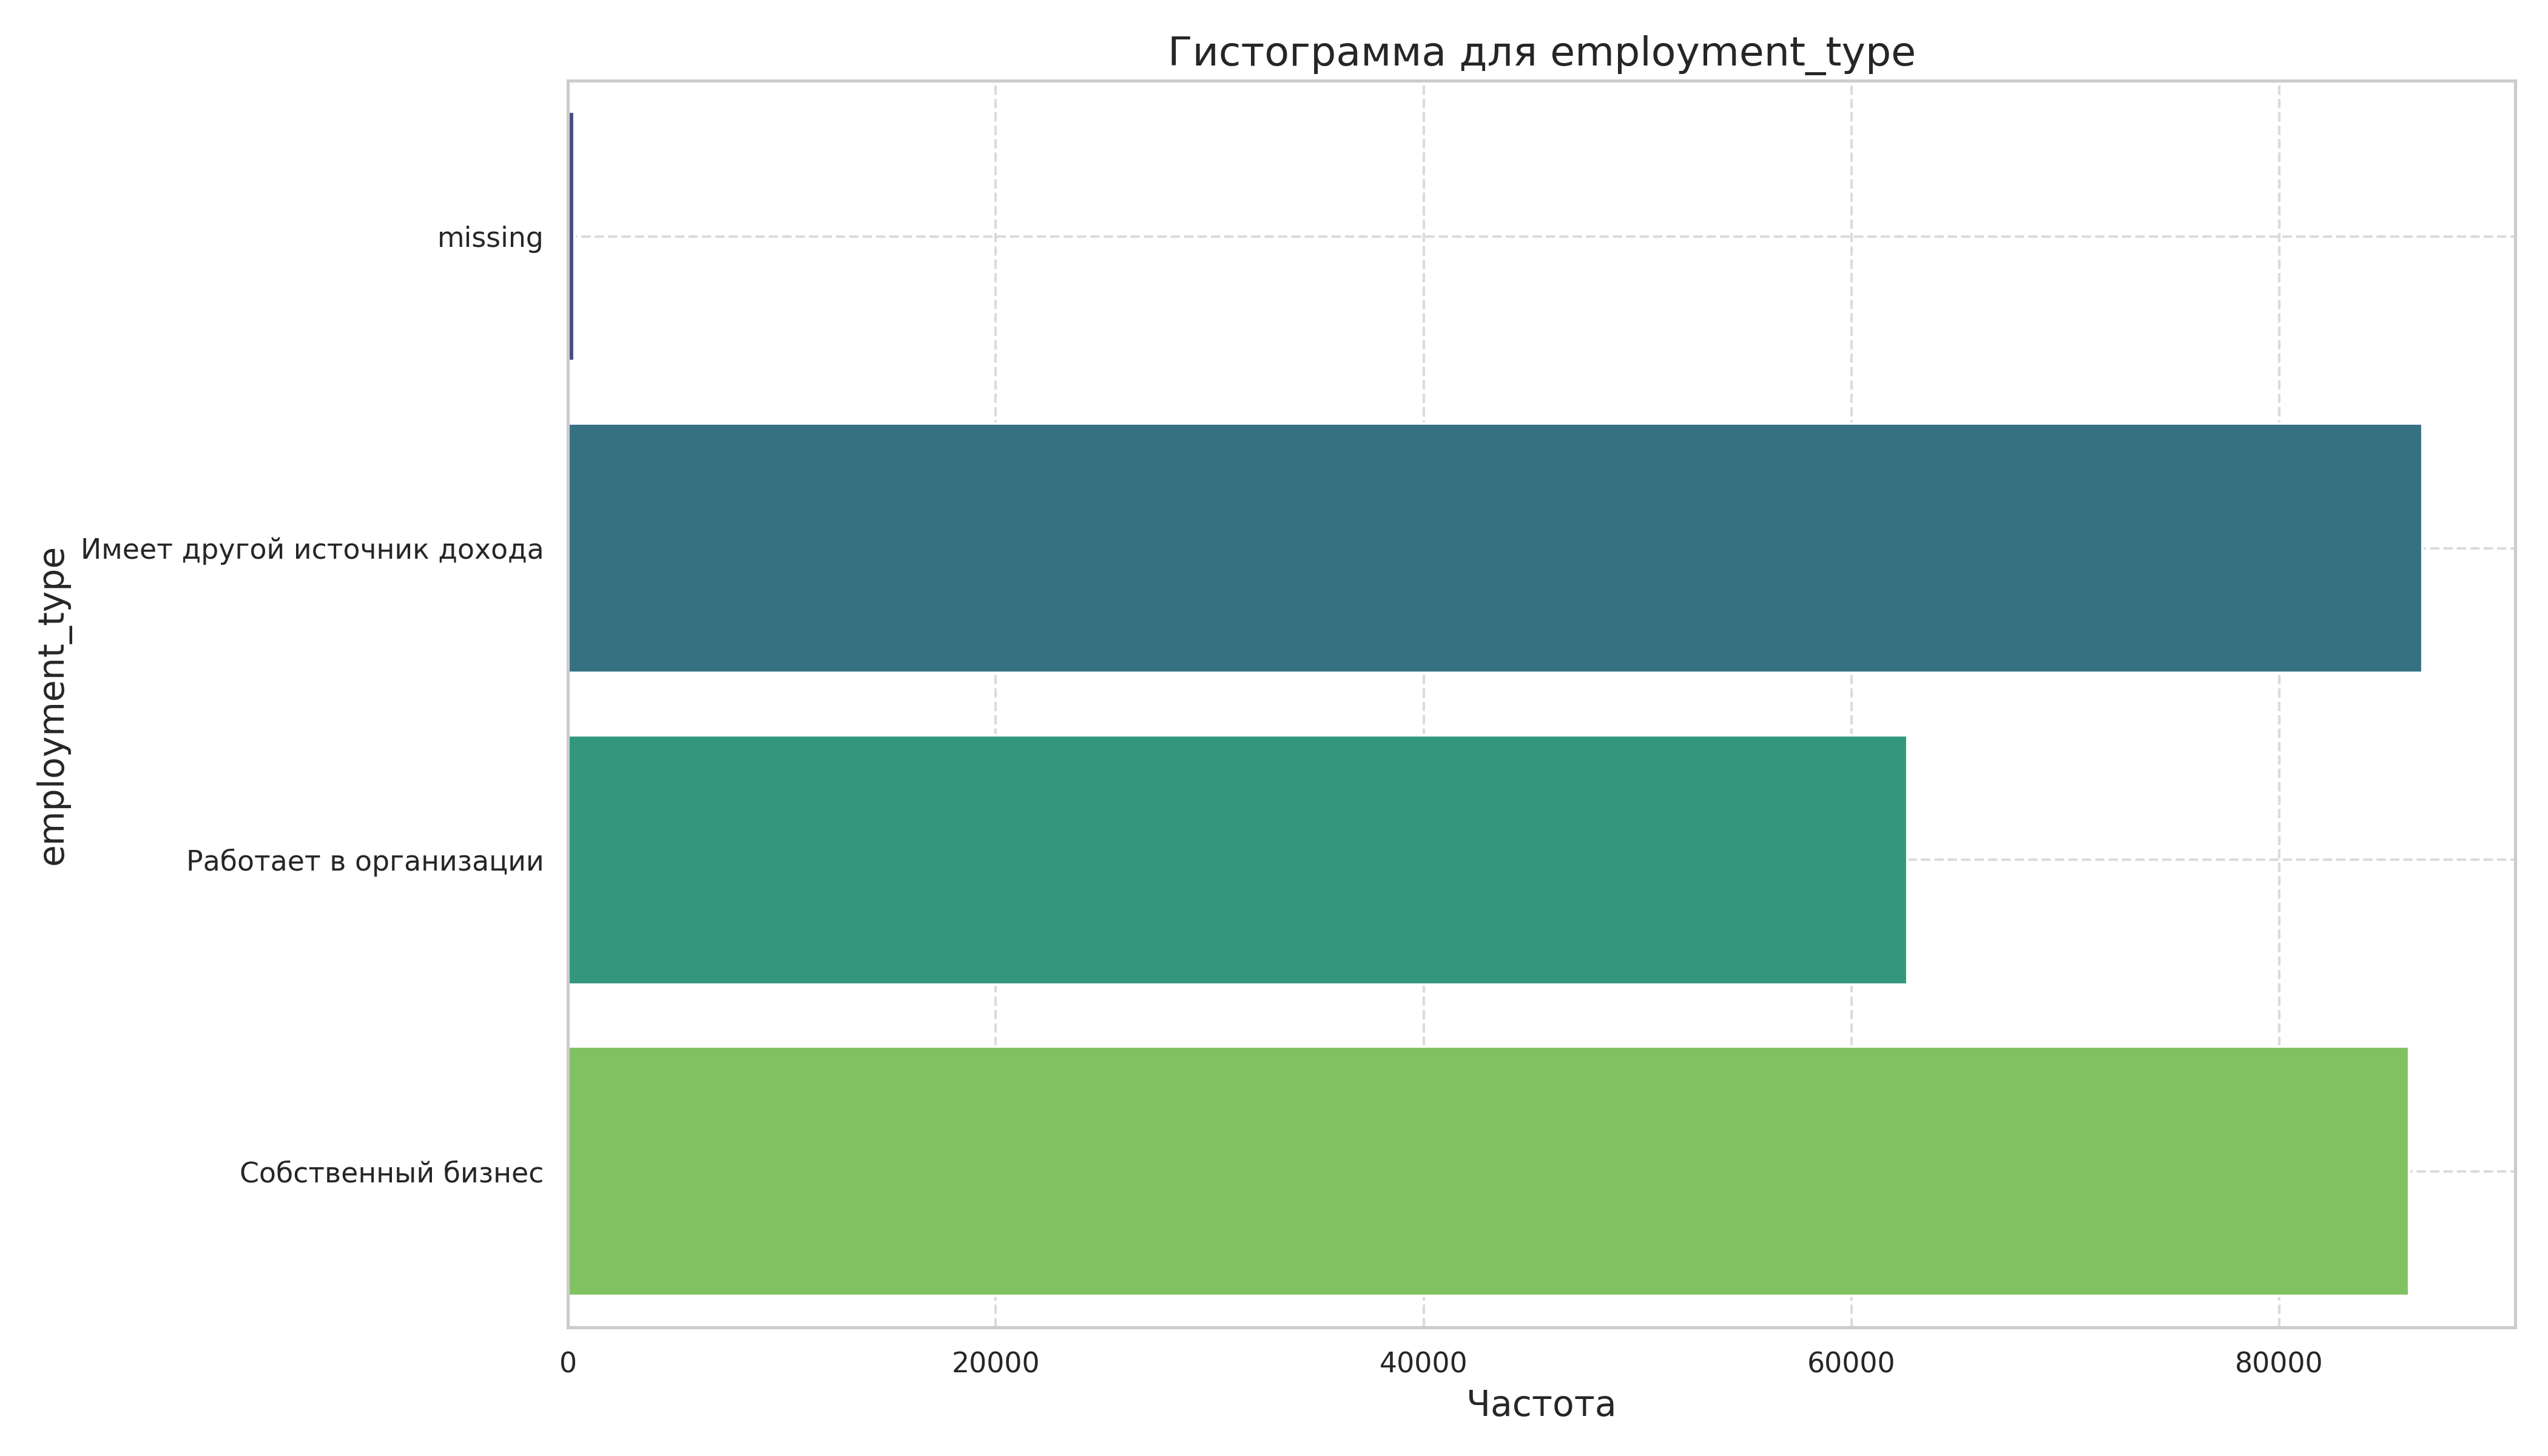 Гистограмма для employment_type
employment_type
missing
Имеет другой источник дохода
Работает в организации
Собственный бизнес
0 20000 40000 60000 80000
Частота